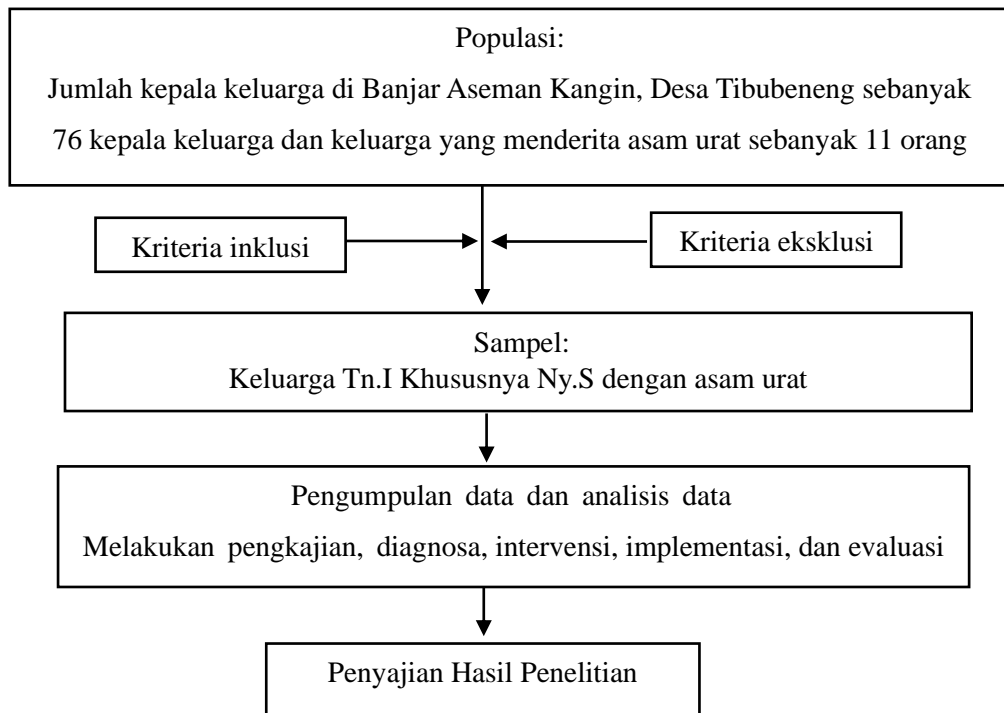 Populasi:
Jumlah kepala keluarga di Banjar Aseman Kangin, Desa Tibubeneng sebanyak
76 kepala keluarga dan keluarga yang menderita asam urat sebanyak 11 orang
Kriteria inklusi
Kriteria eksklusi
Sampel:
Keluarga Tn.I Khususnya Ny.S dengan asam urat
Pengumpulan data dan analisis data
Melakukan pengkajian, diagnosa, intervensi, implementasi, dan evaluasi
Penyajian Hasil Penelitian